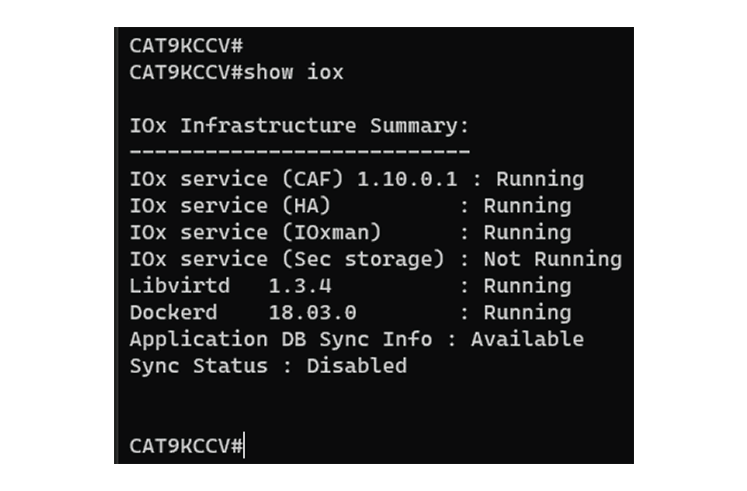 CAT9KCCV#
CAT9KCCV#show iox
IOx Infrastructure Summary:
---------------------------
IOx service (CAF) 1.10.0.1 : Running
IOx service (HA) : Running
IOx service (IOxman) : Running
IOx service (Sec storage) : Not Running
Libvirtd 1.3.4 : Running
Dockerd 18.03.0 : Running
Application DB Sync Info : Available
Sync Status : Disabled
CAT9KCCV#